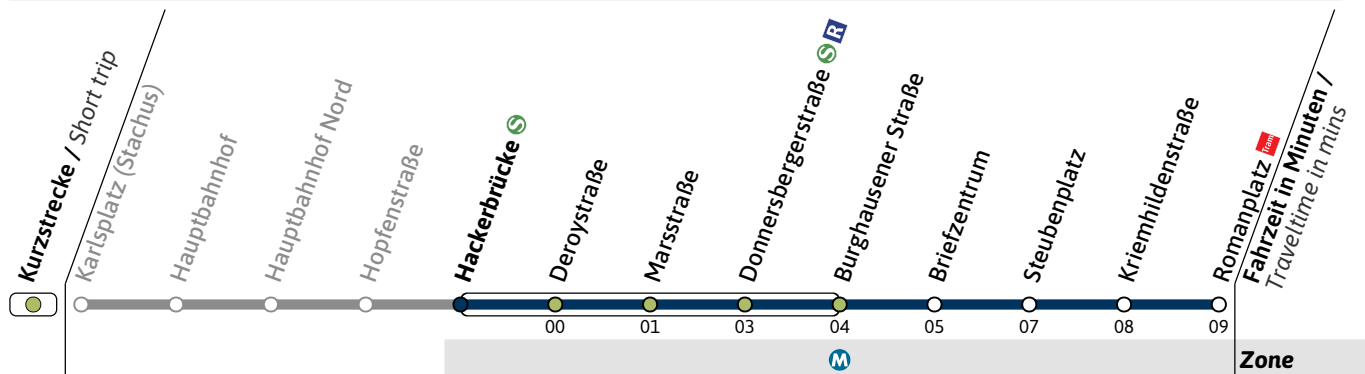 Kurzstrecke / Short trip
Karlsplatz (Stachus)
Hauptbahnhof
Hauptbahnhof Nord
Hopfenstraße
Hackerbrücke S
Deroystraße
Marsstraße
Donnersbergerstraße S R
Burghausener Straße
Briefzentrum
Steubenplatz
Kriemhildenstraße
Romanplatz Tram
Fahrzeit in Minuten /
Traveltime in mins
00 01 03 04 05 07 08 09
M
Zone